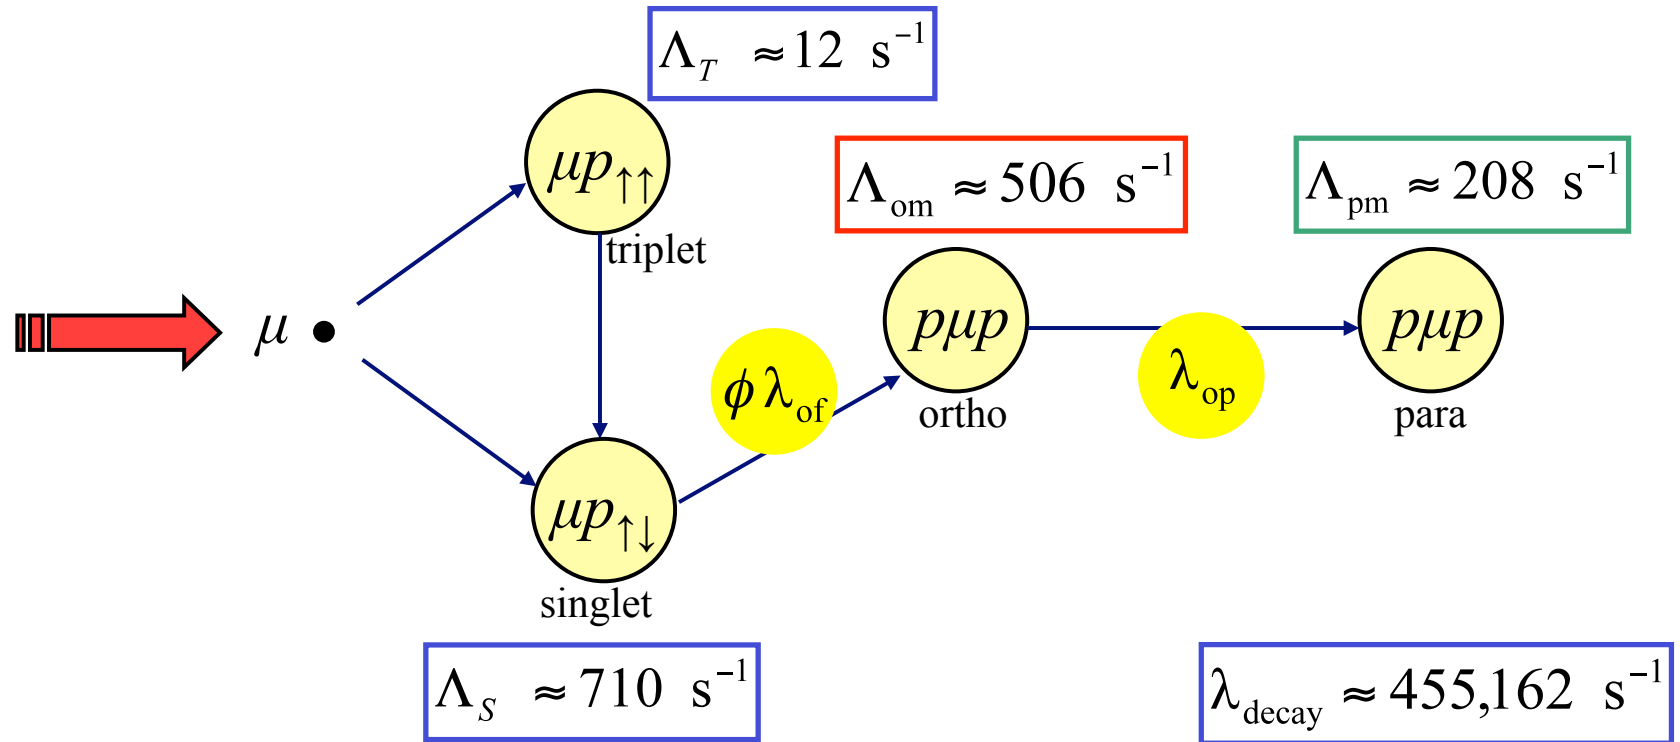 Λ_T ≈ 12 s⁻¹
μp↑↑
triplet
Λ_om ≈ 506 s⁻¹
Λ_pm ≈ 208 s⁻¹
μ •
pμp
ortho
pμp
para
ϕ λ_of
λ_op
μp↑↓
singlet
Λ_S ≈ 710 s⁻¹
λ_decay ≈ 455,162 s⁻¹